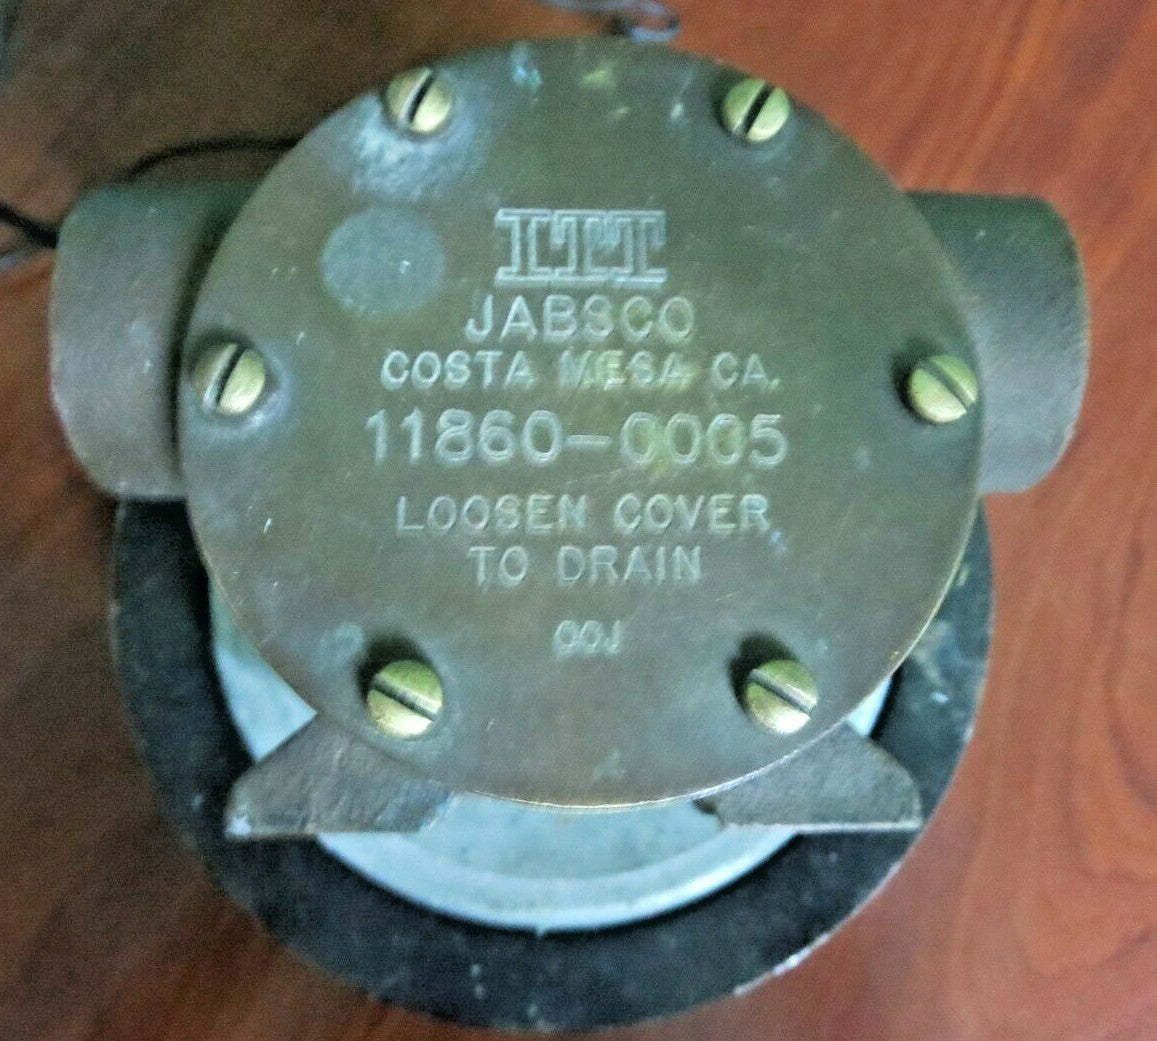 ITT
JABSCO
COSTA MESA CA.
11860-0005
LOOSEN COVER
TO DRAIN
00J